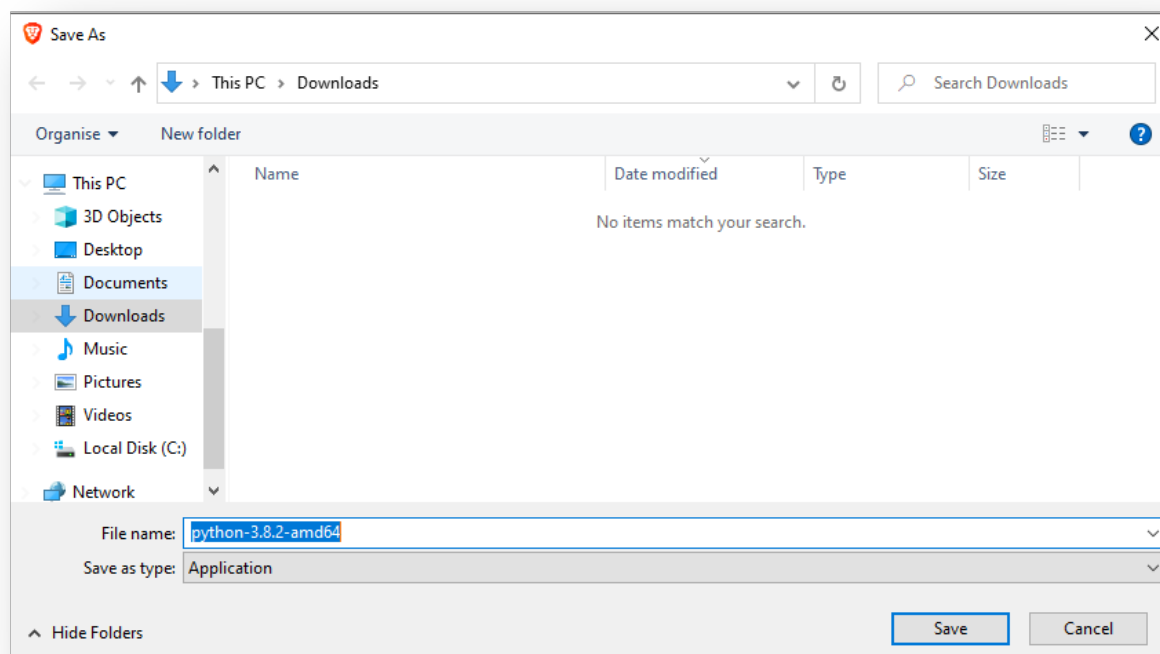 Save As
This PC > Downloads
Search Downloads
Organise
New folder
?
This PC
3D Objects
Desktop
Documents
Downloads
Music
Pictures
Videos
Local Disk (C:)
Network
Name Date modified Type Size
No items match your search.
File name: python-3.8.2-amd64
Save as type: Application
Hide Folders
Save
Cancel